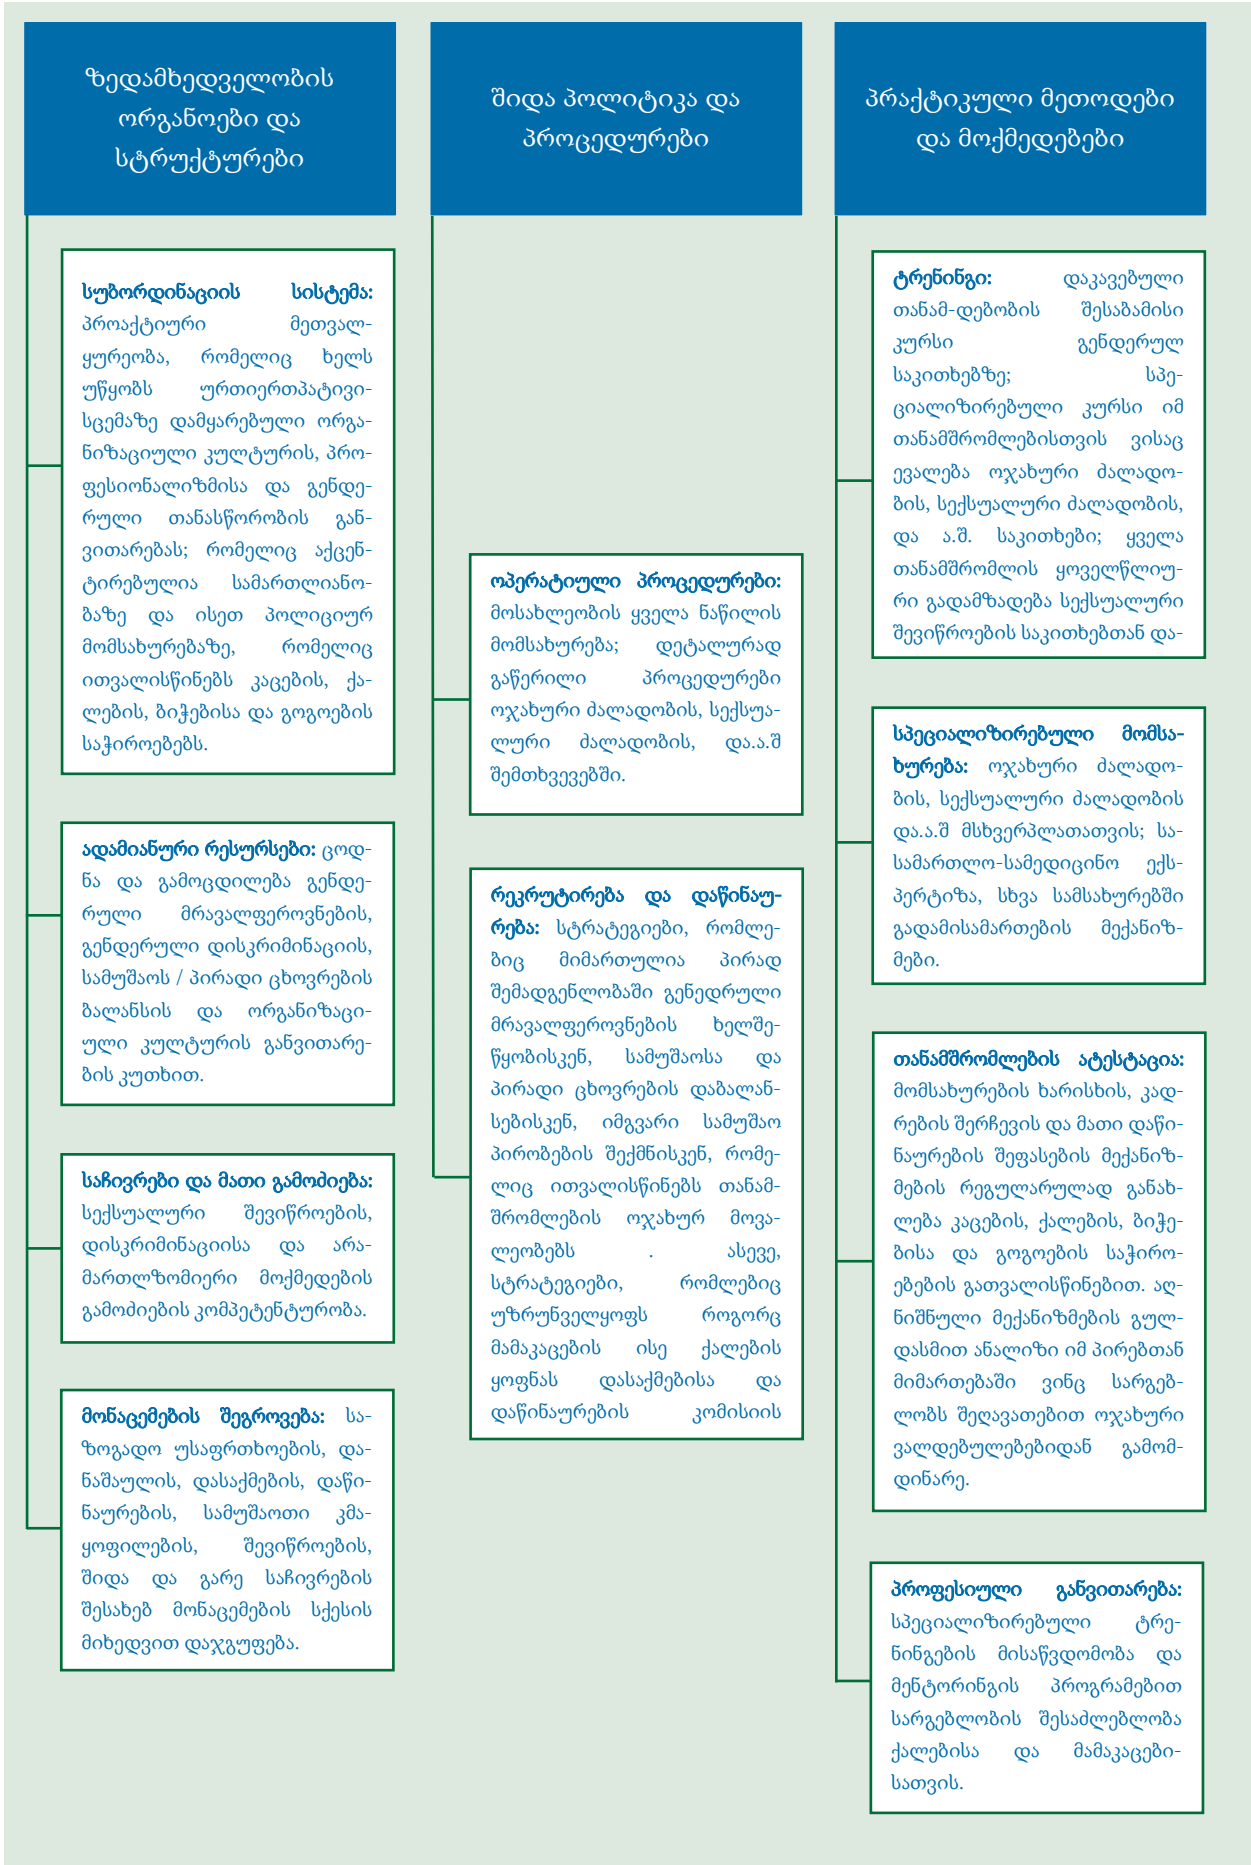 ზედამხედველობის
ორგანოები და
სტრუქტურები
სუბორდინაციის სისტემა:
პროაქტიური მეთვალ-
ყურეობა, რომელიც ხელს
უწყობს ურთიერთპატივი-
სცემაზე დამყარებული ორგა-
ნიზაციული კულტურის, პრო-
ფესიონალიზმისა და გენდე-
რული თანასწორობის გან-
ვითარებას; რომელიც აქცენ-
ტირებულია სამართლიანო-
ბაზე და ისეთ პოლიციურ
მომსახურებაზე, რომელიც
ითვალისწინებს კაცების, ქა-
ლების, ბიჭებისა და გოგოების
საჭიროებებს.
ადამიანური რესურსები: ცოდ-
ნა და გამოცდილება გენდე-
რული მრავალფეროვნების,
გენდერული დისკრიმინაციის,
სამუშაოს / პირადი ცხოვრების
ბალანსის და ორგანიზაცი-
ული კულტურის განვითარე-
ბის კუთხით.
საჩივრები და მათი გამოძიება:
სექსუალური შევიწროების,
დისკრიმინაციისა და არა-
მართლზომიერი მოქმედების
გამოძიების კომპეტენტურობა.
მონაცემების შეგროვება: სა-
ზოგადო უსაფრთხოების, და-
ნაშაულის, დასაქმების, დაწი-
ნაურების, სამუშაოთი კმა-
ყოფილების, შევიწროების,
შიდა და გარე საჩივრების
შესახებ მონაცემების სქესის
მიხედვით დაჯგუფება.
შიდა პოლიტიკა და
პროცედურები
ოპერატიული პროცედურები:
მოსახლეობის ყველა ნაწილის
მომსახურება; დეტალურად
გაწერილი პროცედურები
ოჯახური ძალადობის, სექსუა-
ლური ძალადობის, და.ა.შ
შემთხვევებში.
რეკრუტირება და დაწინაუ-
რება: სტრატეგიები, რომლე-
ბიც მიმართულია პირად
შემადგენლობაში გენედრული
მრავალფეროვნების ხელშე-
წყობისკენ, სამუშაოსა და
პირადი ცხოვრების დაბალან-
სებისკენ, იმგვარი სამუშაო
პირობების შექმნისკენ, რომე-
ლიც ითვალისწინებს თანამ-
შრომლების ოჯახურ მოვა-
ლეობებს . ასევე,
სტრატეგიები, რომლებიც
უზრუნველყოფს როგორც
მამაკაცების ისე ქალების
ყოფნას დასაქმებისა და
დაწინაურების კომისიის
პრაქტიკული მეთოდები
და მოქმედებები
ტრენინგი: დაკავებული
თანამ-დებობის შესაბამისი
კურსი გენდერულ
საკითხებზე; სპე-
ციალიზირებული კურსი იმ
თანამშრომლებისთვის ვისაც
ევალება ოჯახური ძალადო-
ბის, სექსუალური ძალადობის,
და ა.შ. საკითხები; ყველა
თანამშრომლის ყოველწლიუ-
რი გადამზადება სექსუალური
შევიწროების საკითხებთან და-
სპეციალიზირებული მომსა-
ხურება: ოჯახური ძალადო-
ბის, სექსუალური ძალადობის
და.ა.შ მსხვერპლათათვის; სა-
სამართლო-სამედიცინო ექს-
პერტიზა, სხვა სამსახურებში
გადამისამართების მექანიზ-
მები.
თანამშრომლების ატესტაცია:
მომსახურების ხარისხის, კად-
რების შერჩევის და მათი დაწი-
ნაურების შეფასების მექანიზ-
მების რეგულარულად განახ-
ლება კაცების, ქალების, ბიჭე-
ბისა და გოგოების საჭირო-
ებების გათვალისწინებით. აღ-
ნიშნული მექანიზმების გულ-
დასმით ანალიზი იმ პირებთან
მიმართებაში ვინც სარგებ-
ლობს შეღავათებით ოჯახური
ვალდებულებებიდან გამომ-
დინარე.
პროფესიული განვითარება:
სპეციალიზირებული ტრე-
ნინგების მისაწვდომობა და
მენტორინგის პროგრამებით
სარგებლობის შესაძლებლობა
ქალებისა და მამაკაცები-
სათვის.